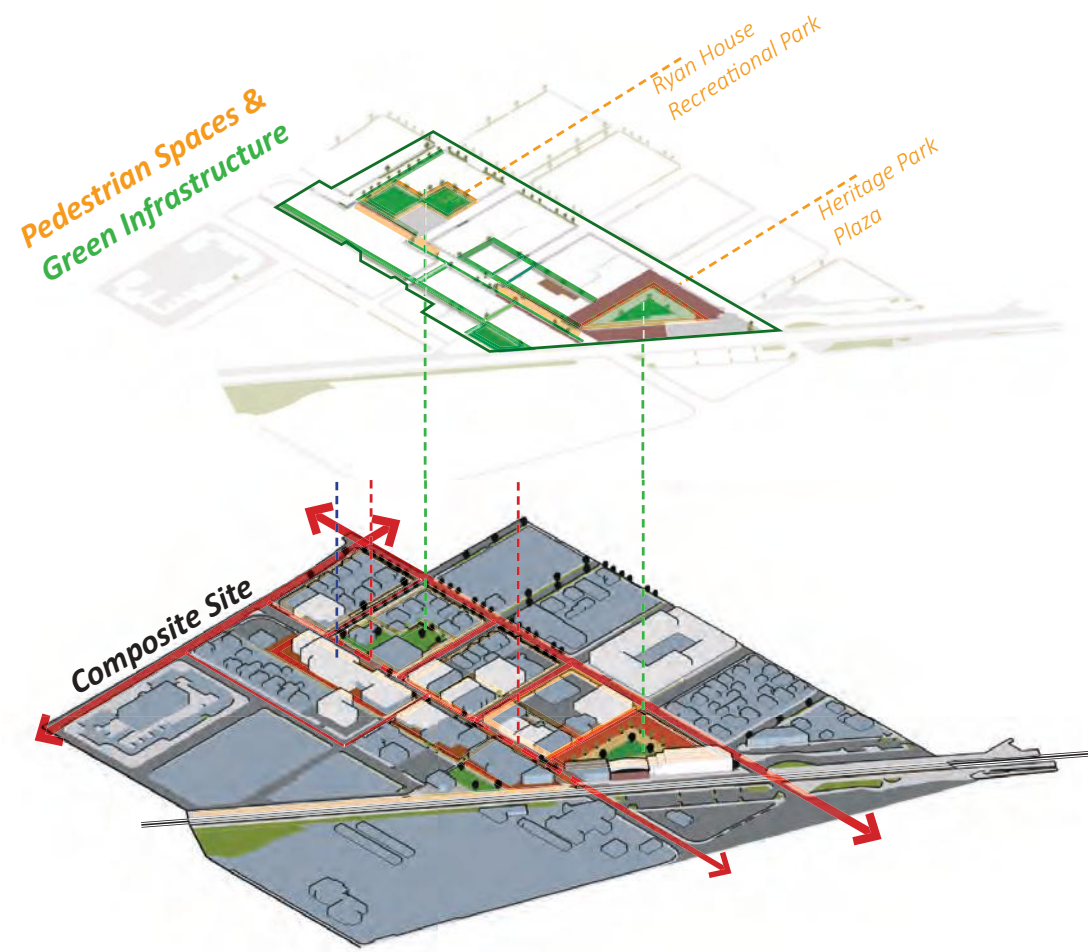 Pedestrian Spaces &
Green Infrastructure
Ryan House
Recreational Park
Heritage Park
Plaza
Composite Site